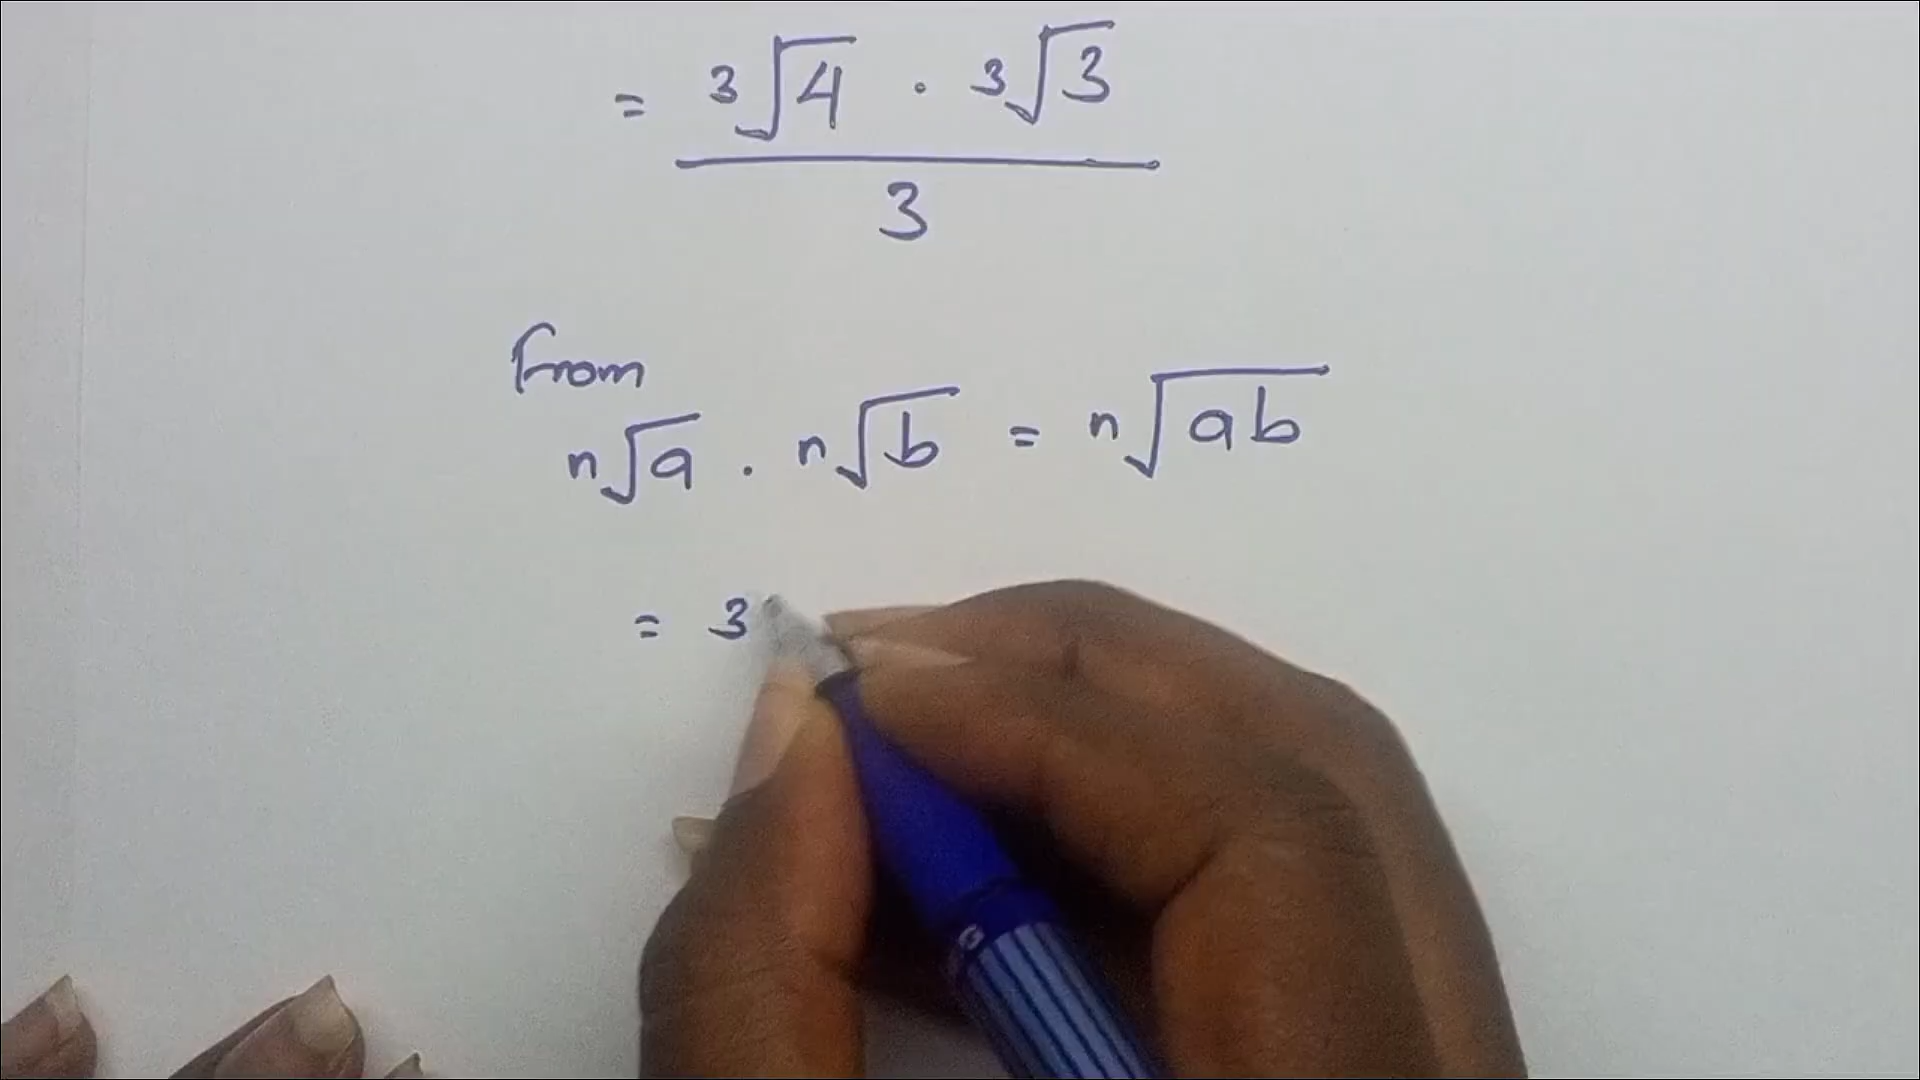 = ³√4 · ³√3
3
From
ⁿ√a . ⁿ√b = ⁿ√ab
= 3